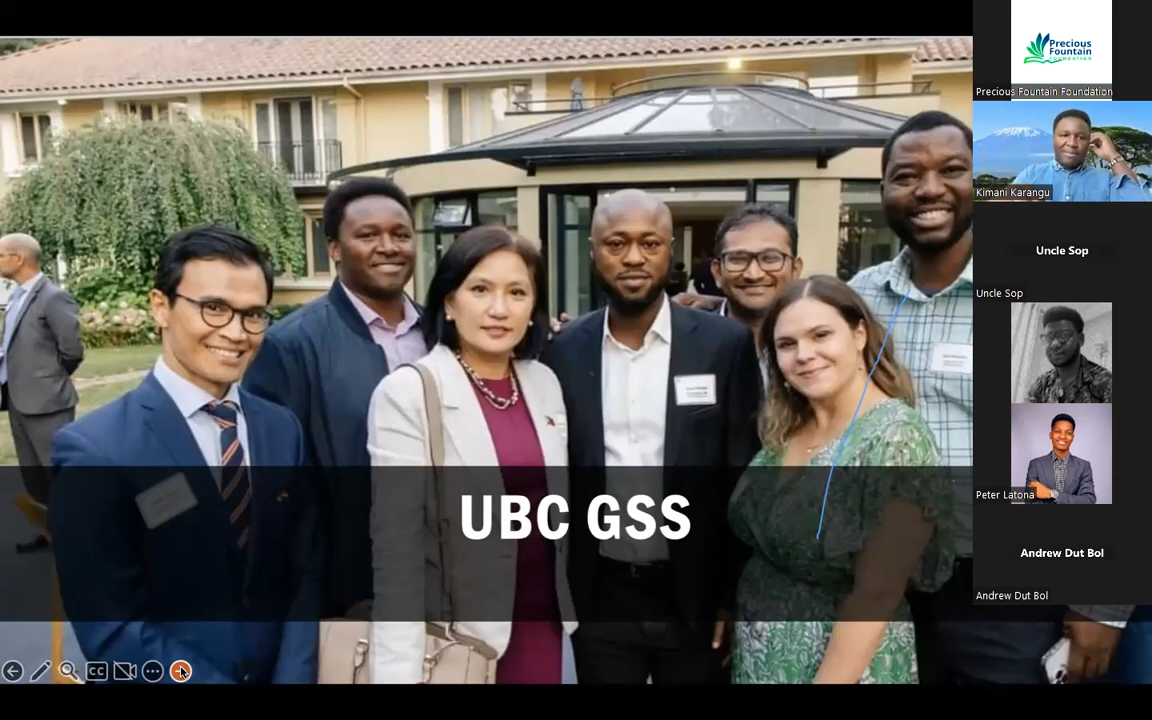 UBC GSS
CC
Precious
Fountain
FOUNDATION
Precious Fountain Foundation
Kimani Karangu
Uncle Sop
Uncle Sop
Peter Latona
Andrew Dut Bol
Andrew Dut Bol